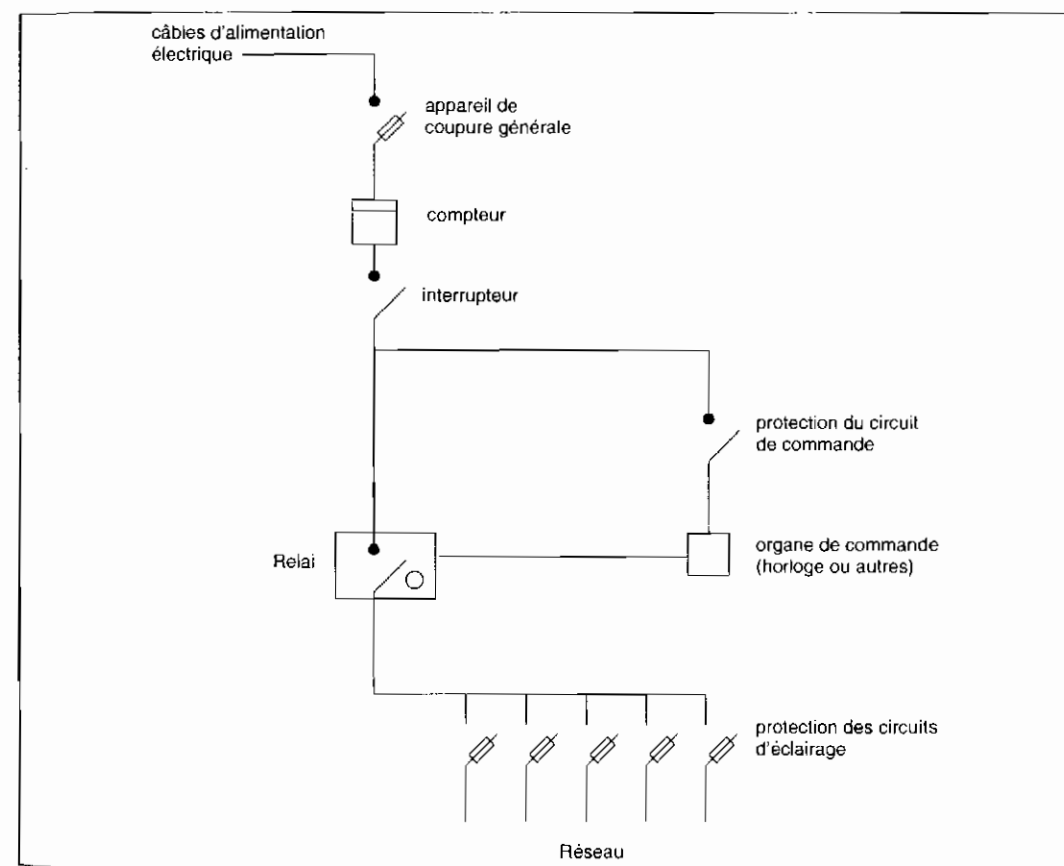 câbles d'alimentation
électrique
appareil de
coupure générale
compteur
interrupteur
protection du circuit
de commande
Relai
organe de commande
(horloge ou autres)
protection des circuits
d'éclairage
Réseau